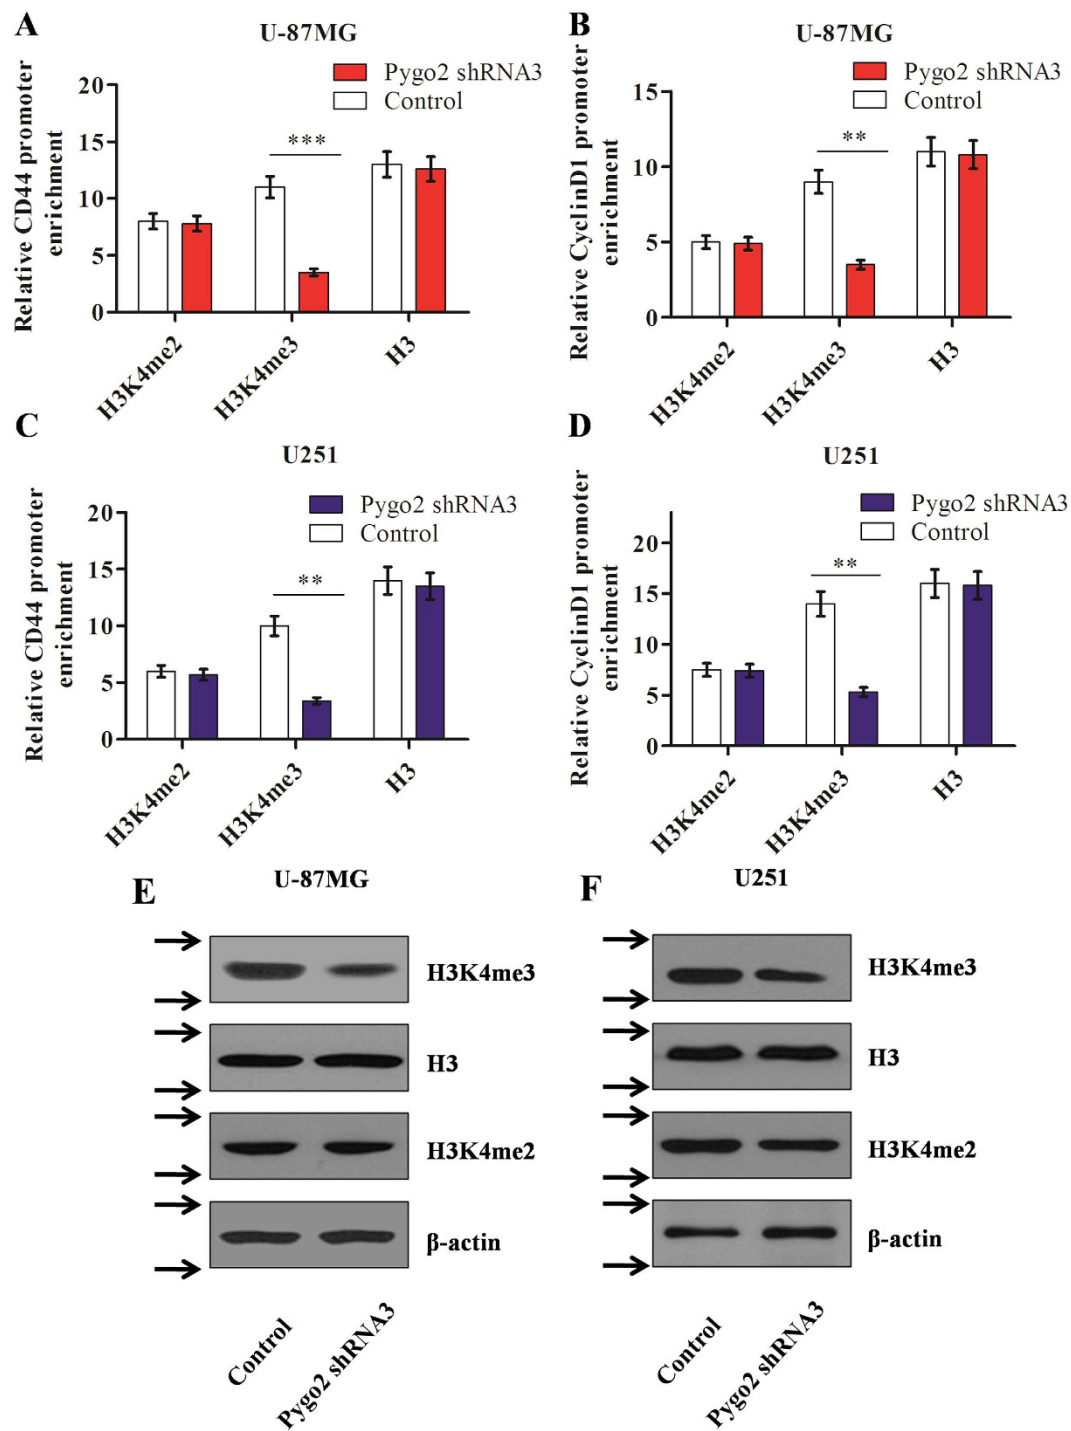 A
U-87MG
Pygo2 shRNA3
Control
Relative CD44 promoter
enrichment
20
15
10
5
0
***
H3K4me2
H3K4me3
H3
B
U-87MG
Pygo2 shRNA3
Control
Relative CyclinD1 promoter
enrichment
15
10
5
0
**
H3K4me2
H3K4me3
H3
C
U251
Pygo2 shRNA3
Control
Relative CD44 promoter
enrichment
20
15
10
5
0
**
H3K4me2
H3K4me3
H3
D
U251
Pygo2 shRNA3
Control
Relative CyclinD1 promoter
enrichment
20
15
10
5
0
**
H3K4me2
H3K4me3
H3
E
U-87MG
H3K4me3
H3
H3K4me2
β-actin
Control
Pygo2 shRNA3
F
U251
H3K4me3
H3
H3K4me2
β-actin
Control
Pygo2 shRNA3